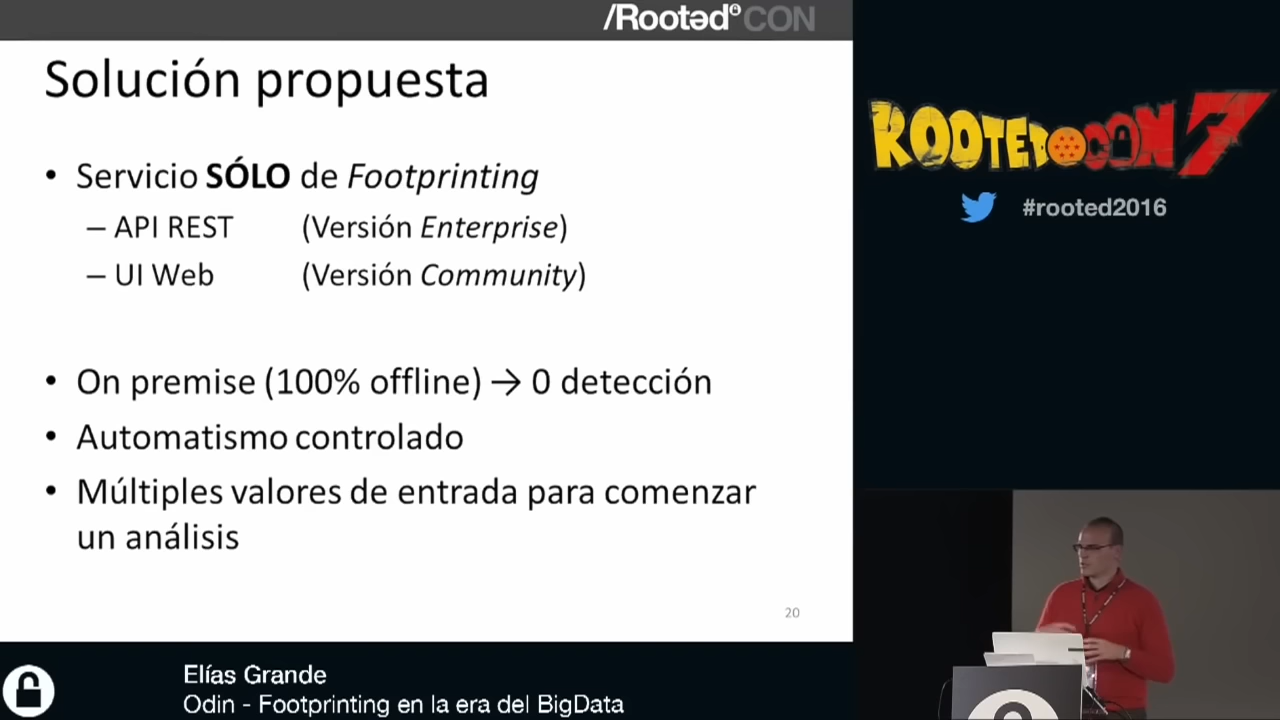 /Rootəd CON
Solución propuesta
• Servicio SÓLO de Footprinting
– API REST (Versión Enterprise)
– UI Web (Versión Community)
• On premise (100% offline) → 0 detección
• Automatismo controlado
• Múltiples valores de entrada para comenzar
un análisis
20
ROOTEDCON 7
#rooted2016
Elías Grande
Odin - Footprinting en la era del BigData